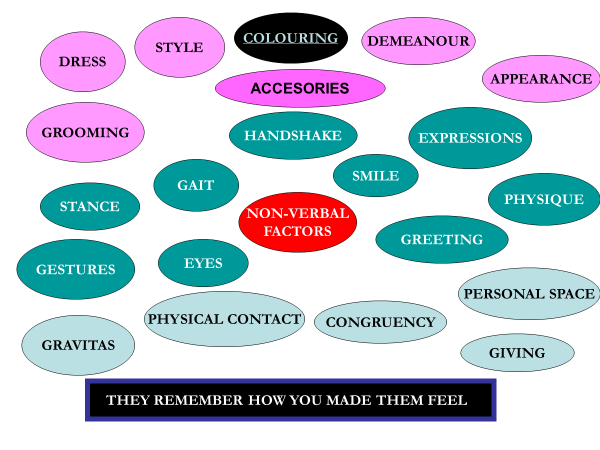 COLOURING
STYLE
DEMEANOUR
DRESS
APPEARANCE
ACCESORIES
GROOMING
HANDSHAKE
EXPRESSIONS
SMILE
GAIT
PHYSIQUE
STANCE
NON-VERBAL
FACTORS
GREETING
EYES
GESTURES
PERSONAL SPACE
PHYSICAL CONTACT
CONGRUENCY
GRAVITAS
GIVING
THEY REMEMBER HOW YOU MADE THEM FEEL